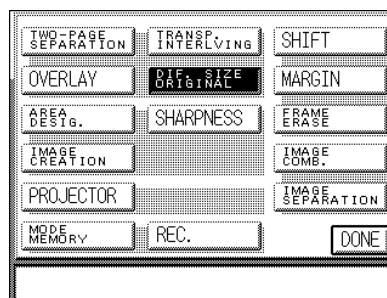 TWO-PAGE
SEPARATION
TRANSP.
INTERLVING
SHIFT
OVERLAY
DIF. SIZE
ORIGINAL
MARGIN
AREA
DESIG.
SHARPNESS
FRAME
ERASE
IMAGE
CREATION
IMAGE
COMB.
PROJECTOR
IMAGE
SEPARATION
MODE
MEMORY
REC.
DONE